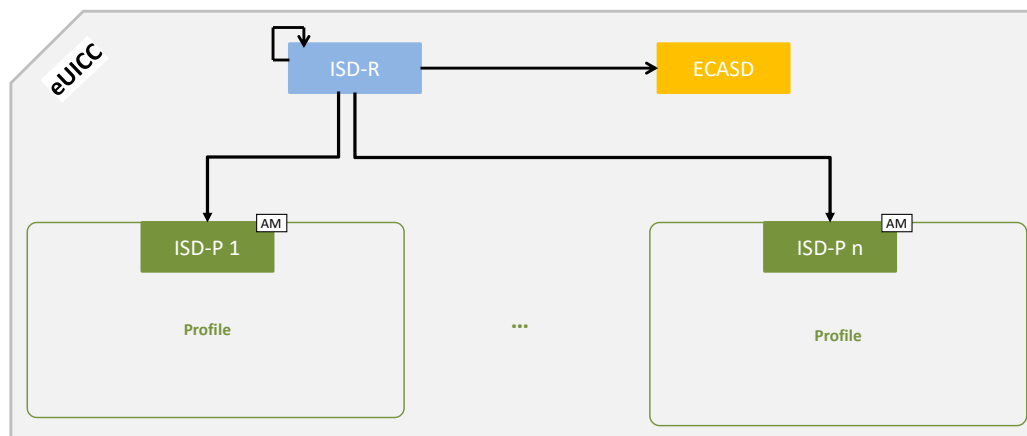 eUICC
ISD-R
ECASD
AM
ISD-P 1
AM
ISD-P n
Profile
...
Profile